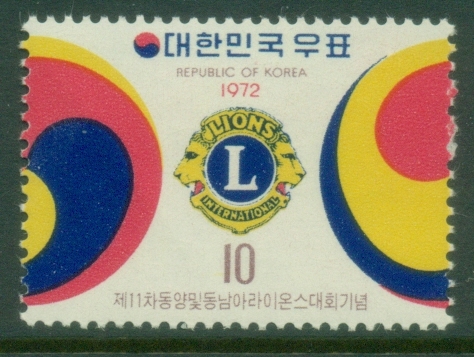 대한민국우표
REPUBLIC OF KOREA
1972
LIONS
L
INTERNATIONAL
10
제11차동양및동남아라이온스대회기념